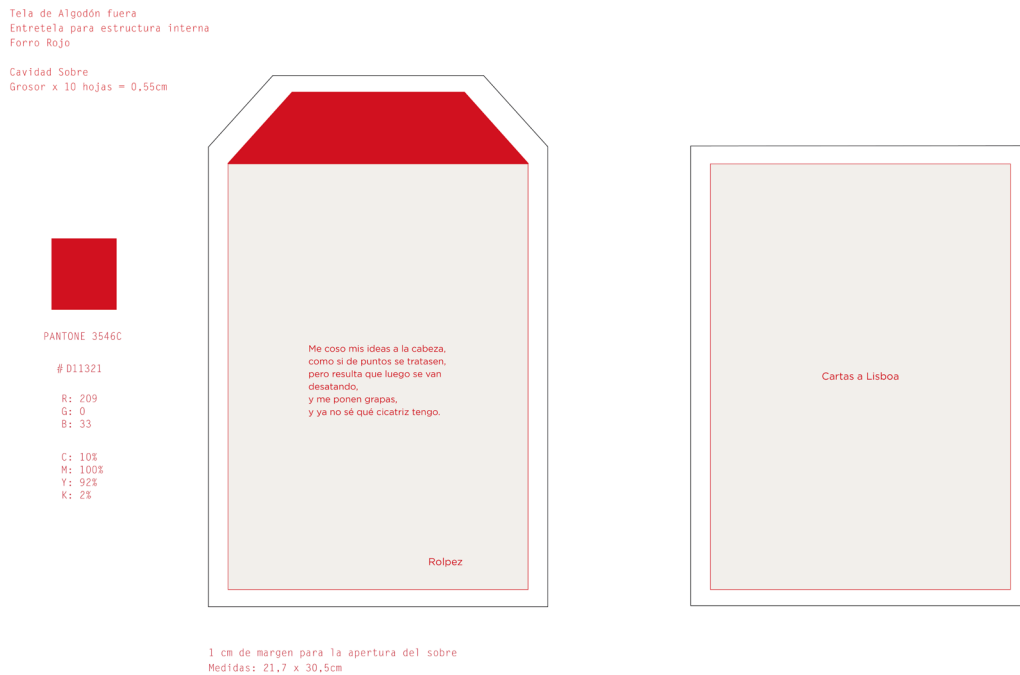 Tela de Algodón fuera
Entretela para estructura interna
Forro Rojo
Cavidad Sobre
Grosor x 10 hojas = 0,55cm
PANTONE 3546C
# D11321
R: 209
G: 0
B: 33
C: 10%
M: 100%
Y: 92%
K: 2%
Me coso mis ideas a la cabeza,
como si de puntos se tratasen,
pero resulta que luego se van
desatando,
y me ponen grapas,
y ya no sé qué cicatriz tengo.
Rolpez
Cartas a Lisboa
1 cm de margen para la apertura del sobre
Medidas: 21,7 x 30,5cm